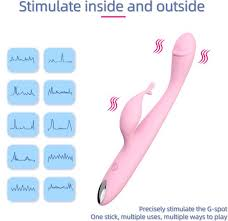 Stimulate inside and outside
Precisely stimulate the G-spot
One stick, multiple uses, multiple ways to play